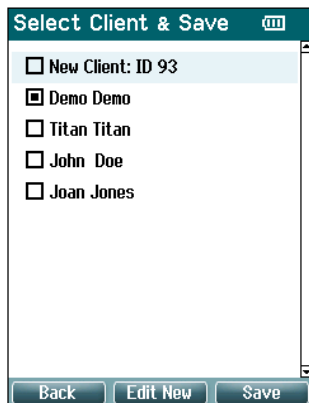 Select Client & Save
New Client: ID 93
Demo Demo
Titan Titan
John Doe
Joan Jones
Back Edit New Save